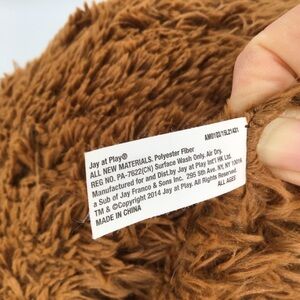 Jay at Play®
ALL NEW MATERIALS. Polyester Fiber
REG NO. PA-7622(CN) Surface Wash Only. Air Dry.
Manufactured for and Dist.by Jay at Play Int'l HK Ltd.
a Sub of Jay Franco & Sons Inc. 295 5th Ave. NY, NY 10016
TM & ©Copyright 2014 Jay at Play. All rights reserved.
MADE IN CHINA
ALL AGES